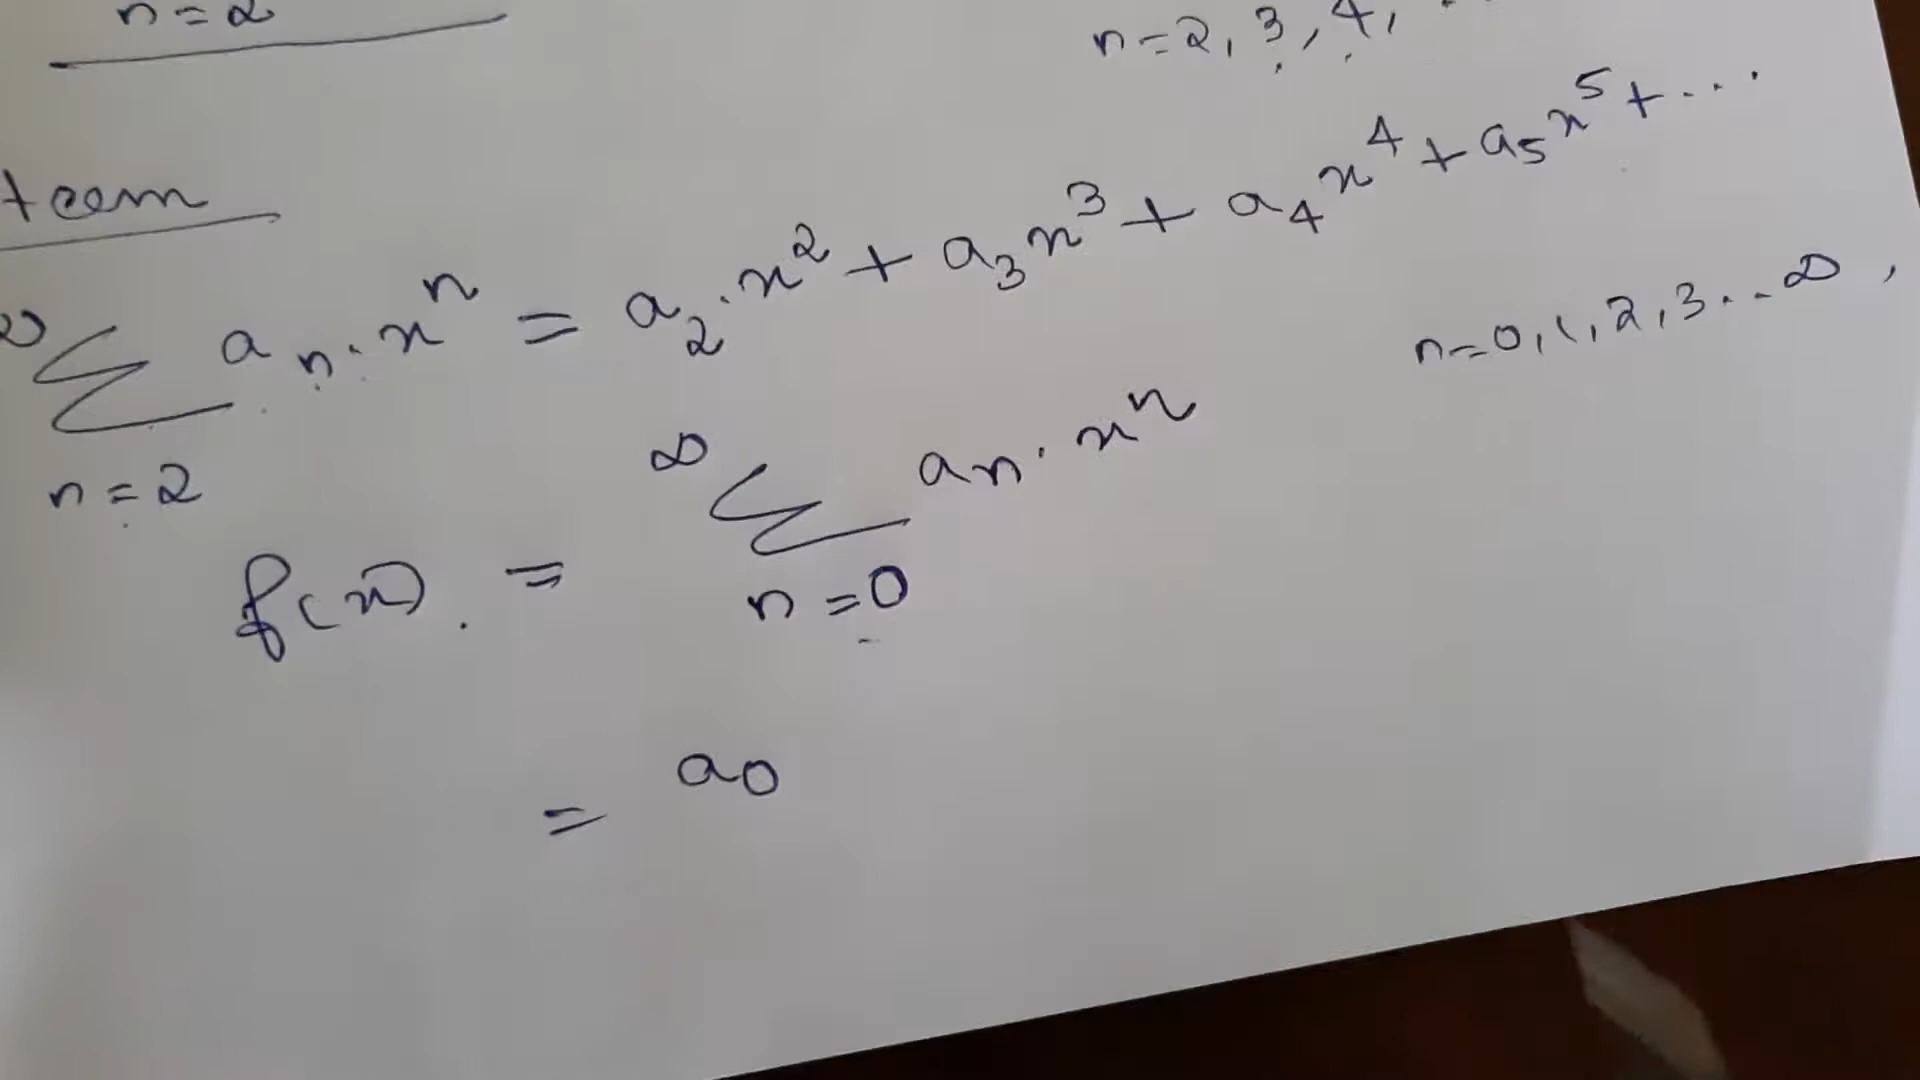 n=2
n=2, 3, 4,
∞ Σ aₙ · xⁿ = a₂ · x² + a₃x³ + a₄x⁴ + a₅x⁵ + ...
n=2
n=0, 1, 2, 3 .. ∞,
f(x) = ∞ Σ aₙ · xⁿ
n=0
= a₀